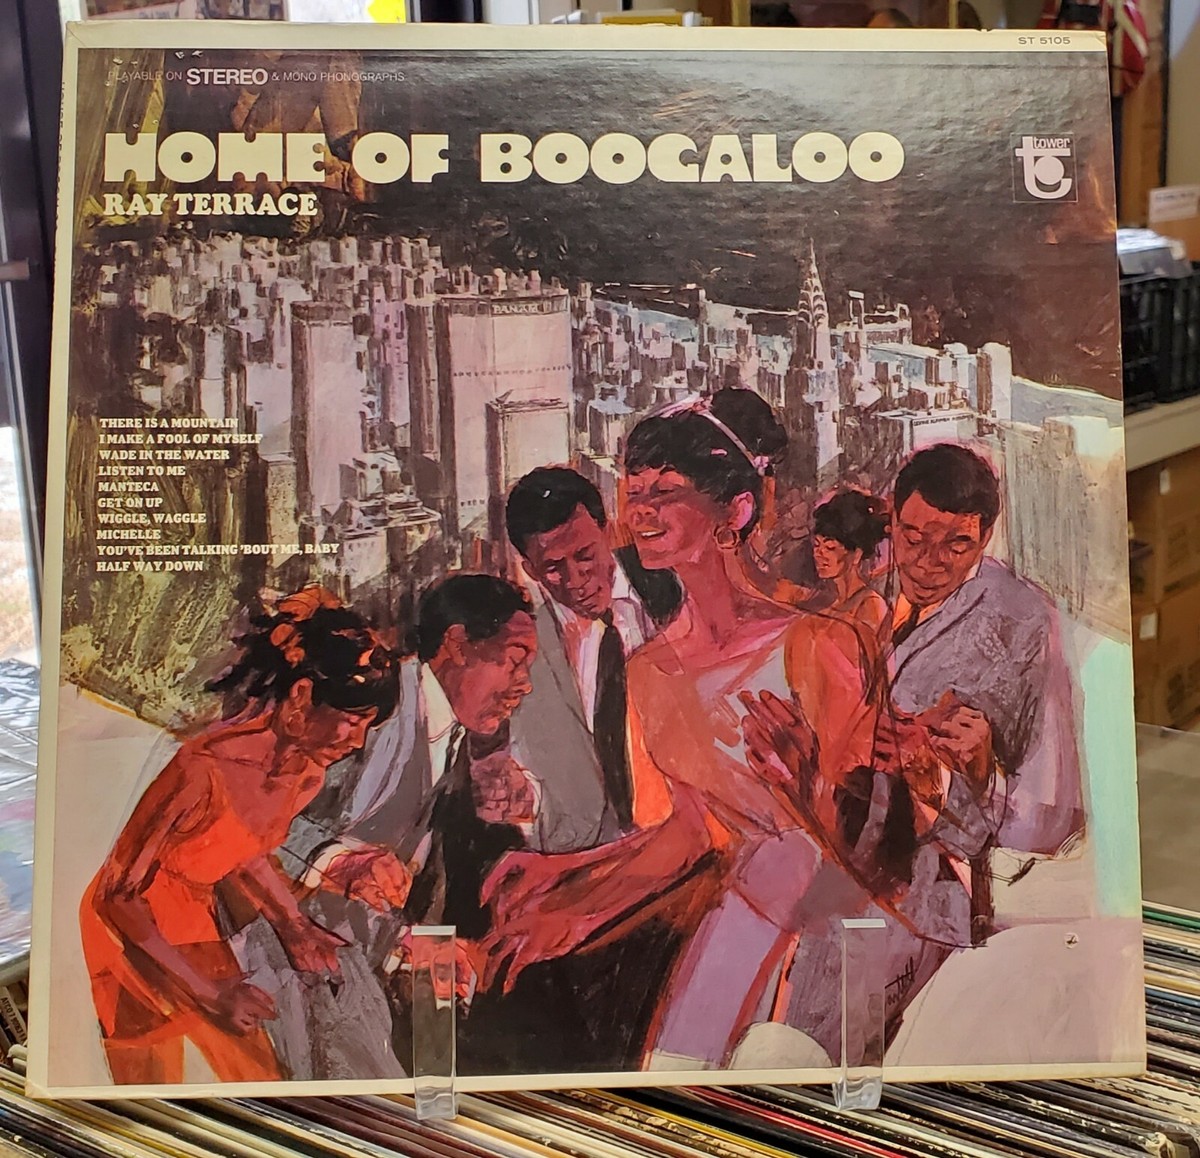 ST 5105
PLAYABLE ON STEREO & MONO PHONOGRAPHS
HOME OF BOOGALOO
RAY TERRACE
tower
PAN AM
THERE IS A MOUNTAIN
I MAKE A FOOL OF MYSELF
WADE IN THE WATER
LISTEN TO ME
MANTECA
GET ON UP
WIGGLE, WAGGLE
MICHELLE
YOU'VE BEEN TALKING 'BOUT ME, BABY
HALF WAY DOWN